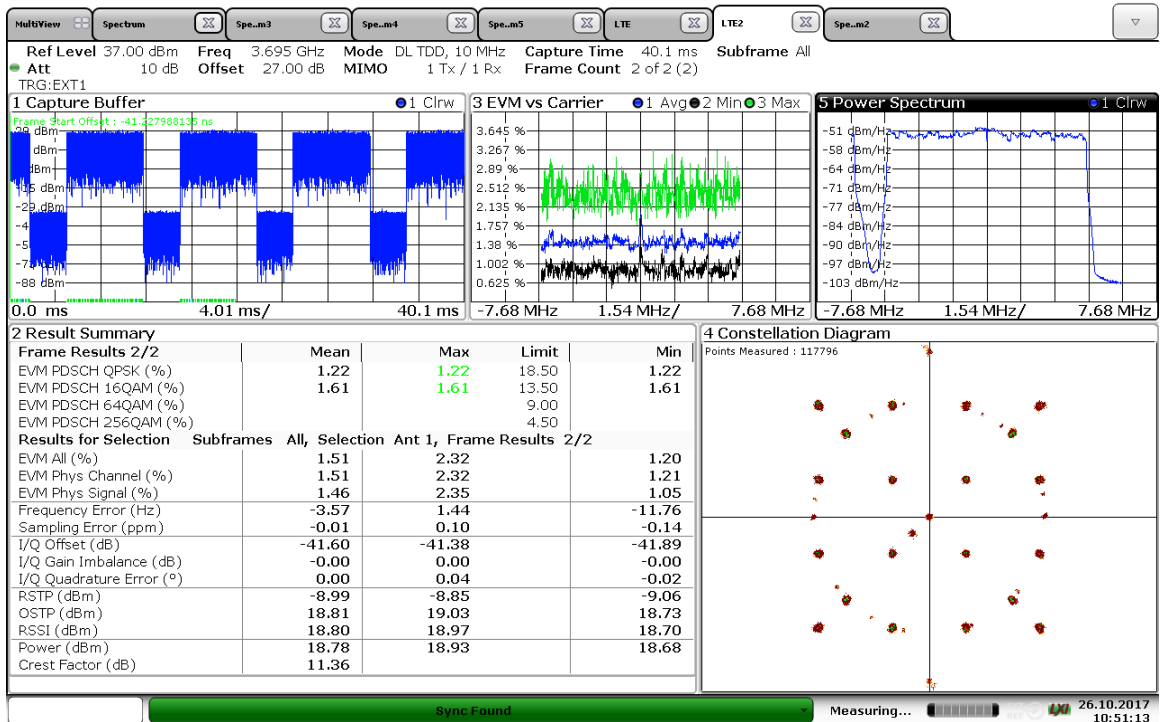 MultiView Spectrum Spe..m3 Spe..m4 Spe..m5 LTE LTE2 Spe..m2
Ref Level 37.00 dBm Freq 3.695 GHz Mode DL TDD, 10 MHz Capture Time 40.1 ms Subframe All
Att 10 dB Offset 27.00 dB MIMO 1 Tx / 1 Rx Frame Count 2 of 2 (2)
TRG:EXT1
1 Capture Buffer 1 Clrw
Frame Start Offset : -41.227988135 ns
dBm
dBm
dBm
-29 dBm
-88 dBm
0.0 ms 4.01 ms/ 40.1 ms
3 EVM vs Carrier 1 Avg 2 Min 3 Max
3.645 %
3.267 %
2.89 %
2.512 %
2.135 %
1.757 %
1.38 %
1.002 %
0.625 %
-7.68 MHz 1.54 MHz/ 7.68 MHz
5 Power Spectrum 1 Clrw
-51 dBm/Hz
-58 dBm/Hz
-64 dBm/Hz
-71 dBm/Hz
-77 dBm/Hz
-84 dBm/Hz
-90 dBm/Hz
-97 dBm/Hz
-103 dBm/Hz
-7.68 MHz 1.54 MHz/ 7.68 MHz
2 Result Summary
Frame Results 2/2 Mean Max Limit Min
EVM PDSCH QPSK (%) 1.22 1.22 18.50 1.22
EVM PDSCH 16QAM (%) 1.61 1.61 13.50 1.61
EVM PDSCH 64QAM (%) 9.00
EVM PDSCH 256QAM (%) 4.50
Results for Selection Subframes All, Selection Ant 1, Frame Results 2/2
EVM All (%) 1.51 2.32 1.20
EVM Phys Channel (%) 1.51 2.32 1.21
EVM Phys Signal (%) 1.46 2.35 1.05
Frequency Error (Hz) -3.57 1.44 -11.76
Sampling Error (ppm) -0.01 0.10 -0.14
I/Q Offset (dB) -41.60 -41.38 -41.89
I/Q Gain Imbalance (dB) -0.00 0.00 -0.00
I/Q Quadrature Error (°) 0.00 0.04 -0.02
RSTP (dBm) -8.99 -8.85 -9.06
OSTP (dBm) 18.81 19.03 18.73
RSSI (dBm) 18.80 18.97 18.70
Power (dBm) 18.78 18.93 18.68
Crest Factor (dB) 11.36
4 Constellation Diagram
Points Measured : 117796
Sync Found
Measuring...
REF
LXI
26.10.2017
10:51:13